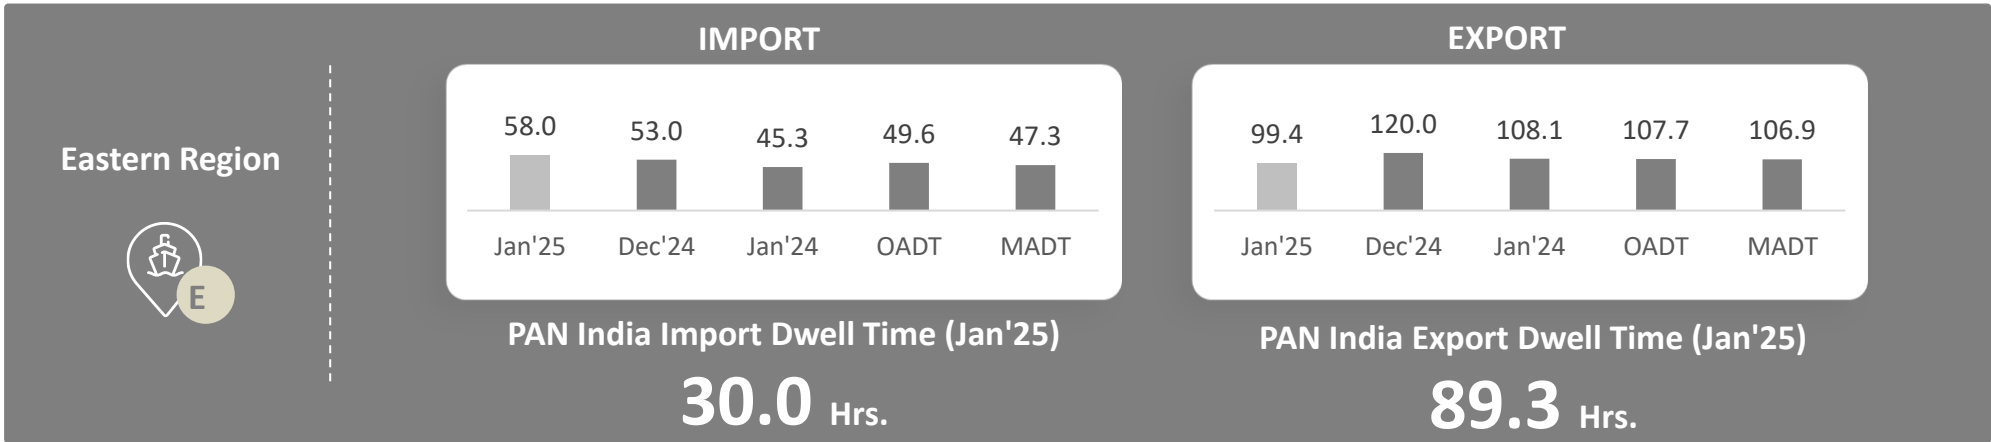 Eastern Region
E
IMPORT
58.0 53.0 45.3 49.6 47.3
Jan'25 Dec'24 Jan'24 OADT MADT
PAN India Import Dwell Time (Jan'25)
30.0 Hrs.
EXPORT
99.4 120.0 108.1 107.7 106.9
Jan'25 Dec'24 Jan'24 OADT MADT
PAN India Export Dwell Time (Jan'25)
89.3 Hrs.